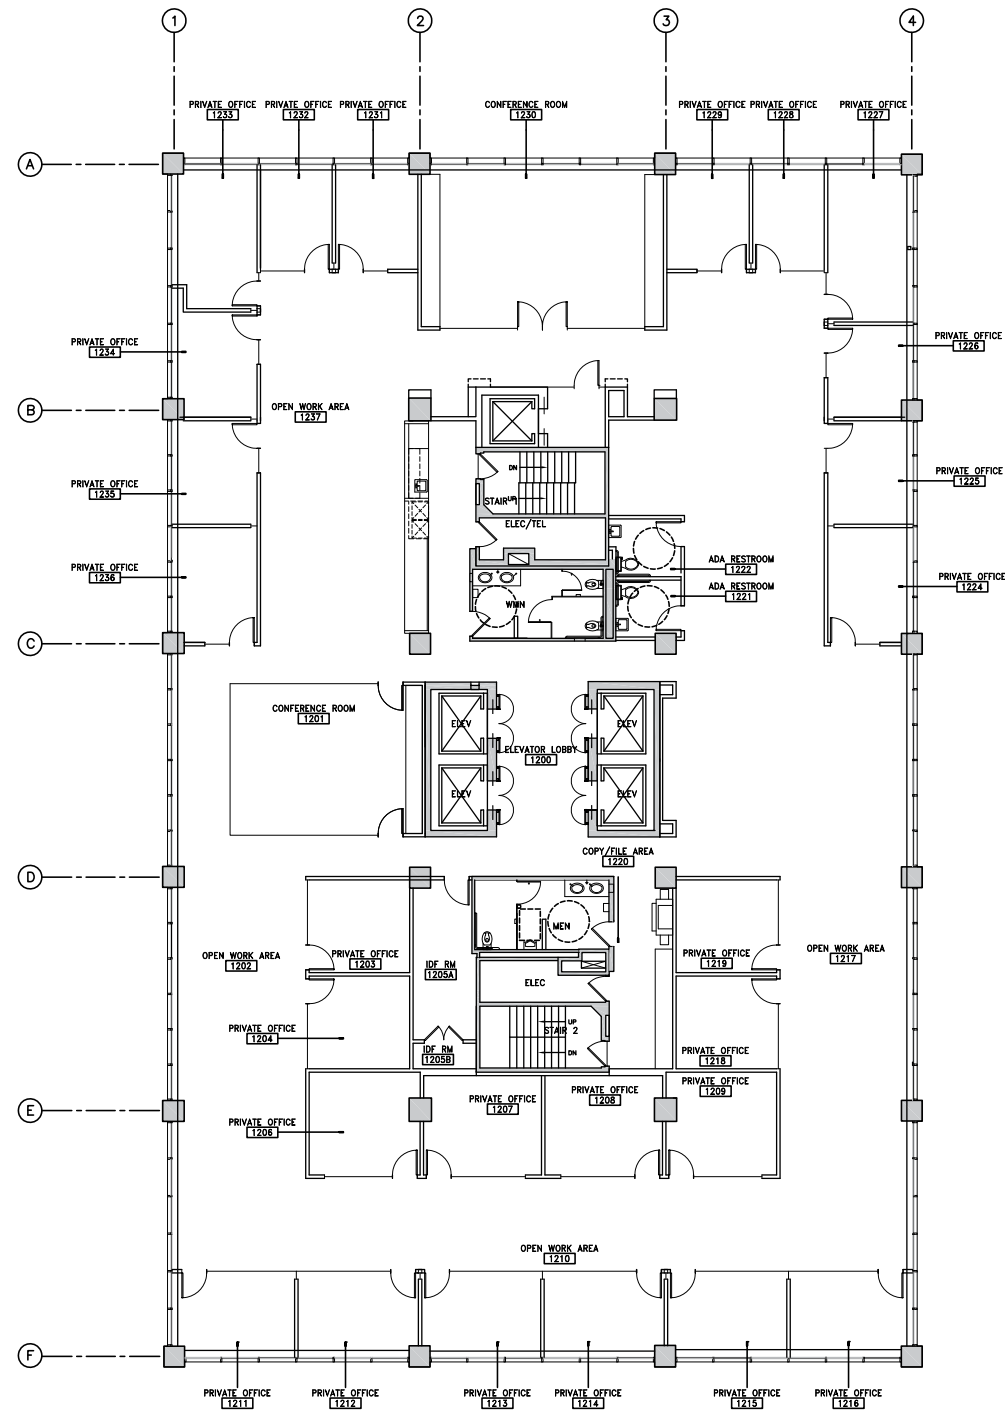 1
2
3
4
PRIVATE OFFICE
1233
PRIVATE OFFICE
1232
PRIVATE OFFICE
1231
CONFERENCE ROOM
1230
PRIVATE OFFICE
1229
PRIVATE OFFICE
1228
PRIVATE OFFICE
1227
A
PRIVATE OFFICE
1234
PRIVATE OFFICE
1226
B
OPEN WORK AREA
1237
DN
UP
STAIR 1
PRIVATE OFFICE
1235
PRIVATE OFFICE
1225
ELEC/TEL
ADA RESTROOM
1222
PRIVATE OFFICE
1236
ADA RESTROOM
1221
PRIVATE OFFICE
1224
WMN
C
CONFERENCE ROOM
1201
ELEV
ELEV
ELEVATOR LOBBY
1200
ELEV
ELEV
COPY/FILE AREA
1220
D
MEN
OPEN WORK AREA
1202
PRIVATE OFFICE
1203
IDF RM
1205A
PRIVATE OFFICE
1219
OPEN WORK AREA
1217
ELEC
PRIVATE OFFICE
1204
UP
STAIR 2
DN
IDF RM
1205B
PRIVATE OFFICE
1218
PRIVATE OFFICE
1209
PRIVATE OFFICE
1208
PRIVATE OFFICE
1207
E
PRIVATE OFFICE
1206
OPEN WORK AREA
1210
F
PRIVATE OFFICE
1211
PRIVATE OFFICE
1212
PRIVATE OFFICE
1213
PRIVATE OFFICE
1214
PRIVATE OFFICE
1215
PRIVATE OFFICE
1216